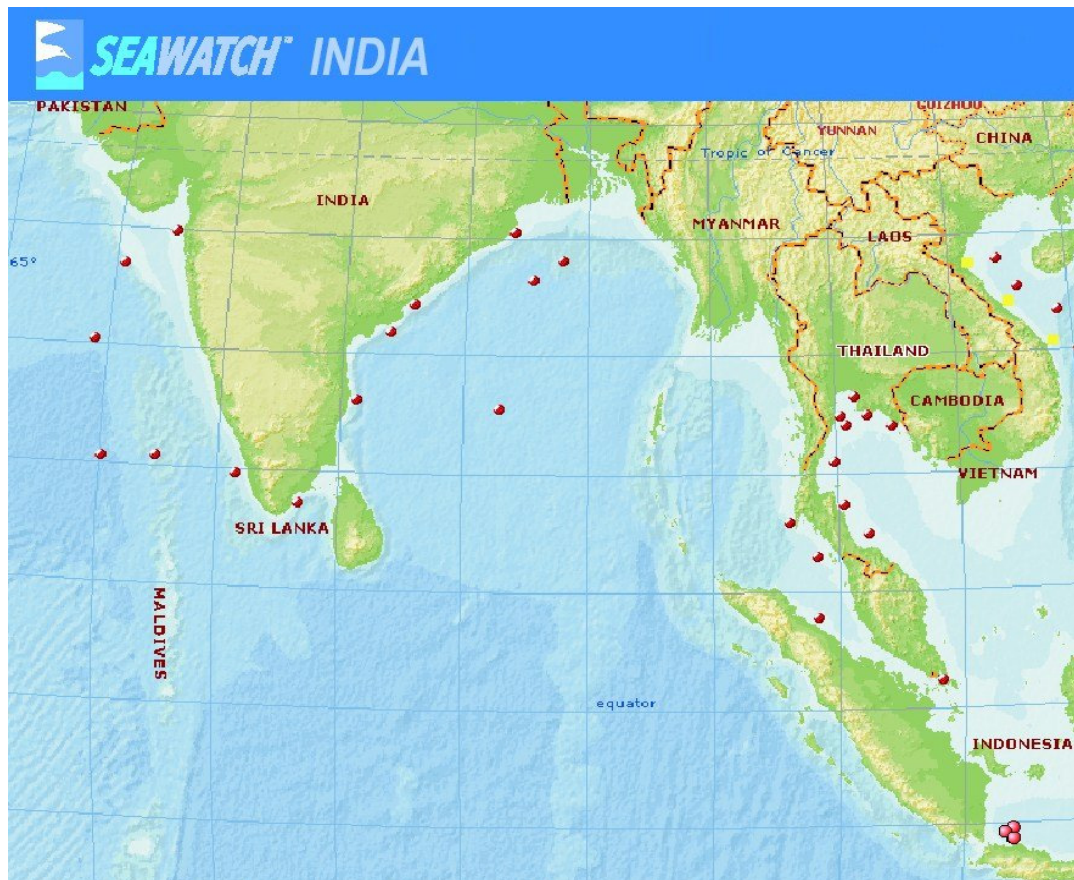 SEAWATCH™ INDIA
PAKISTAN
GUIZHOU
YUNNAN
CHINA
Tropic of Cancer
INDIA
MYANMAR
LAOS
65°
THAILAND
CAMBODIA
VIETNAM
SRI LANKA
MALDIVES
equator
INDONESIA